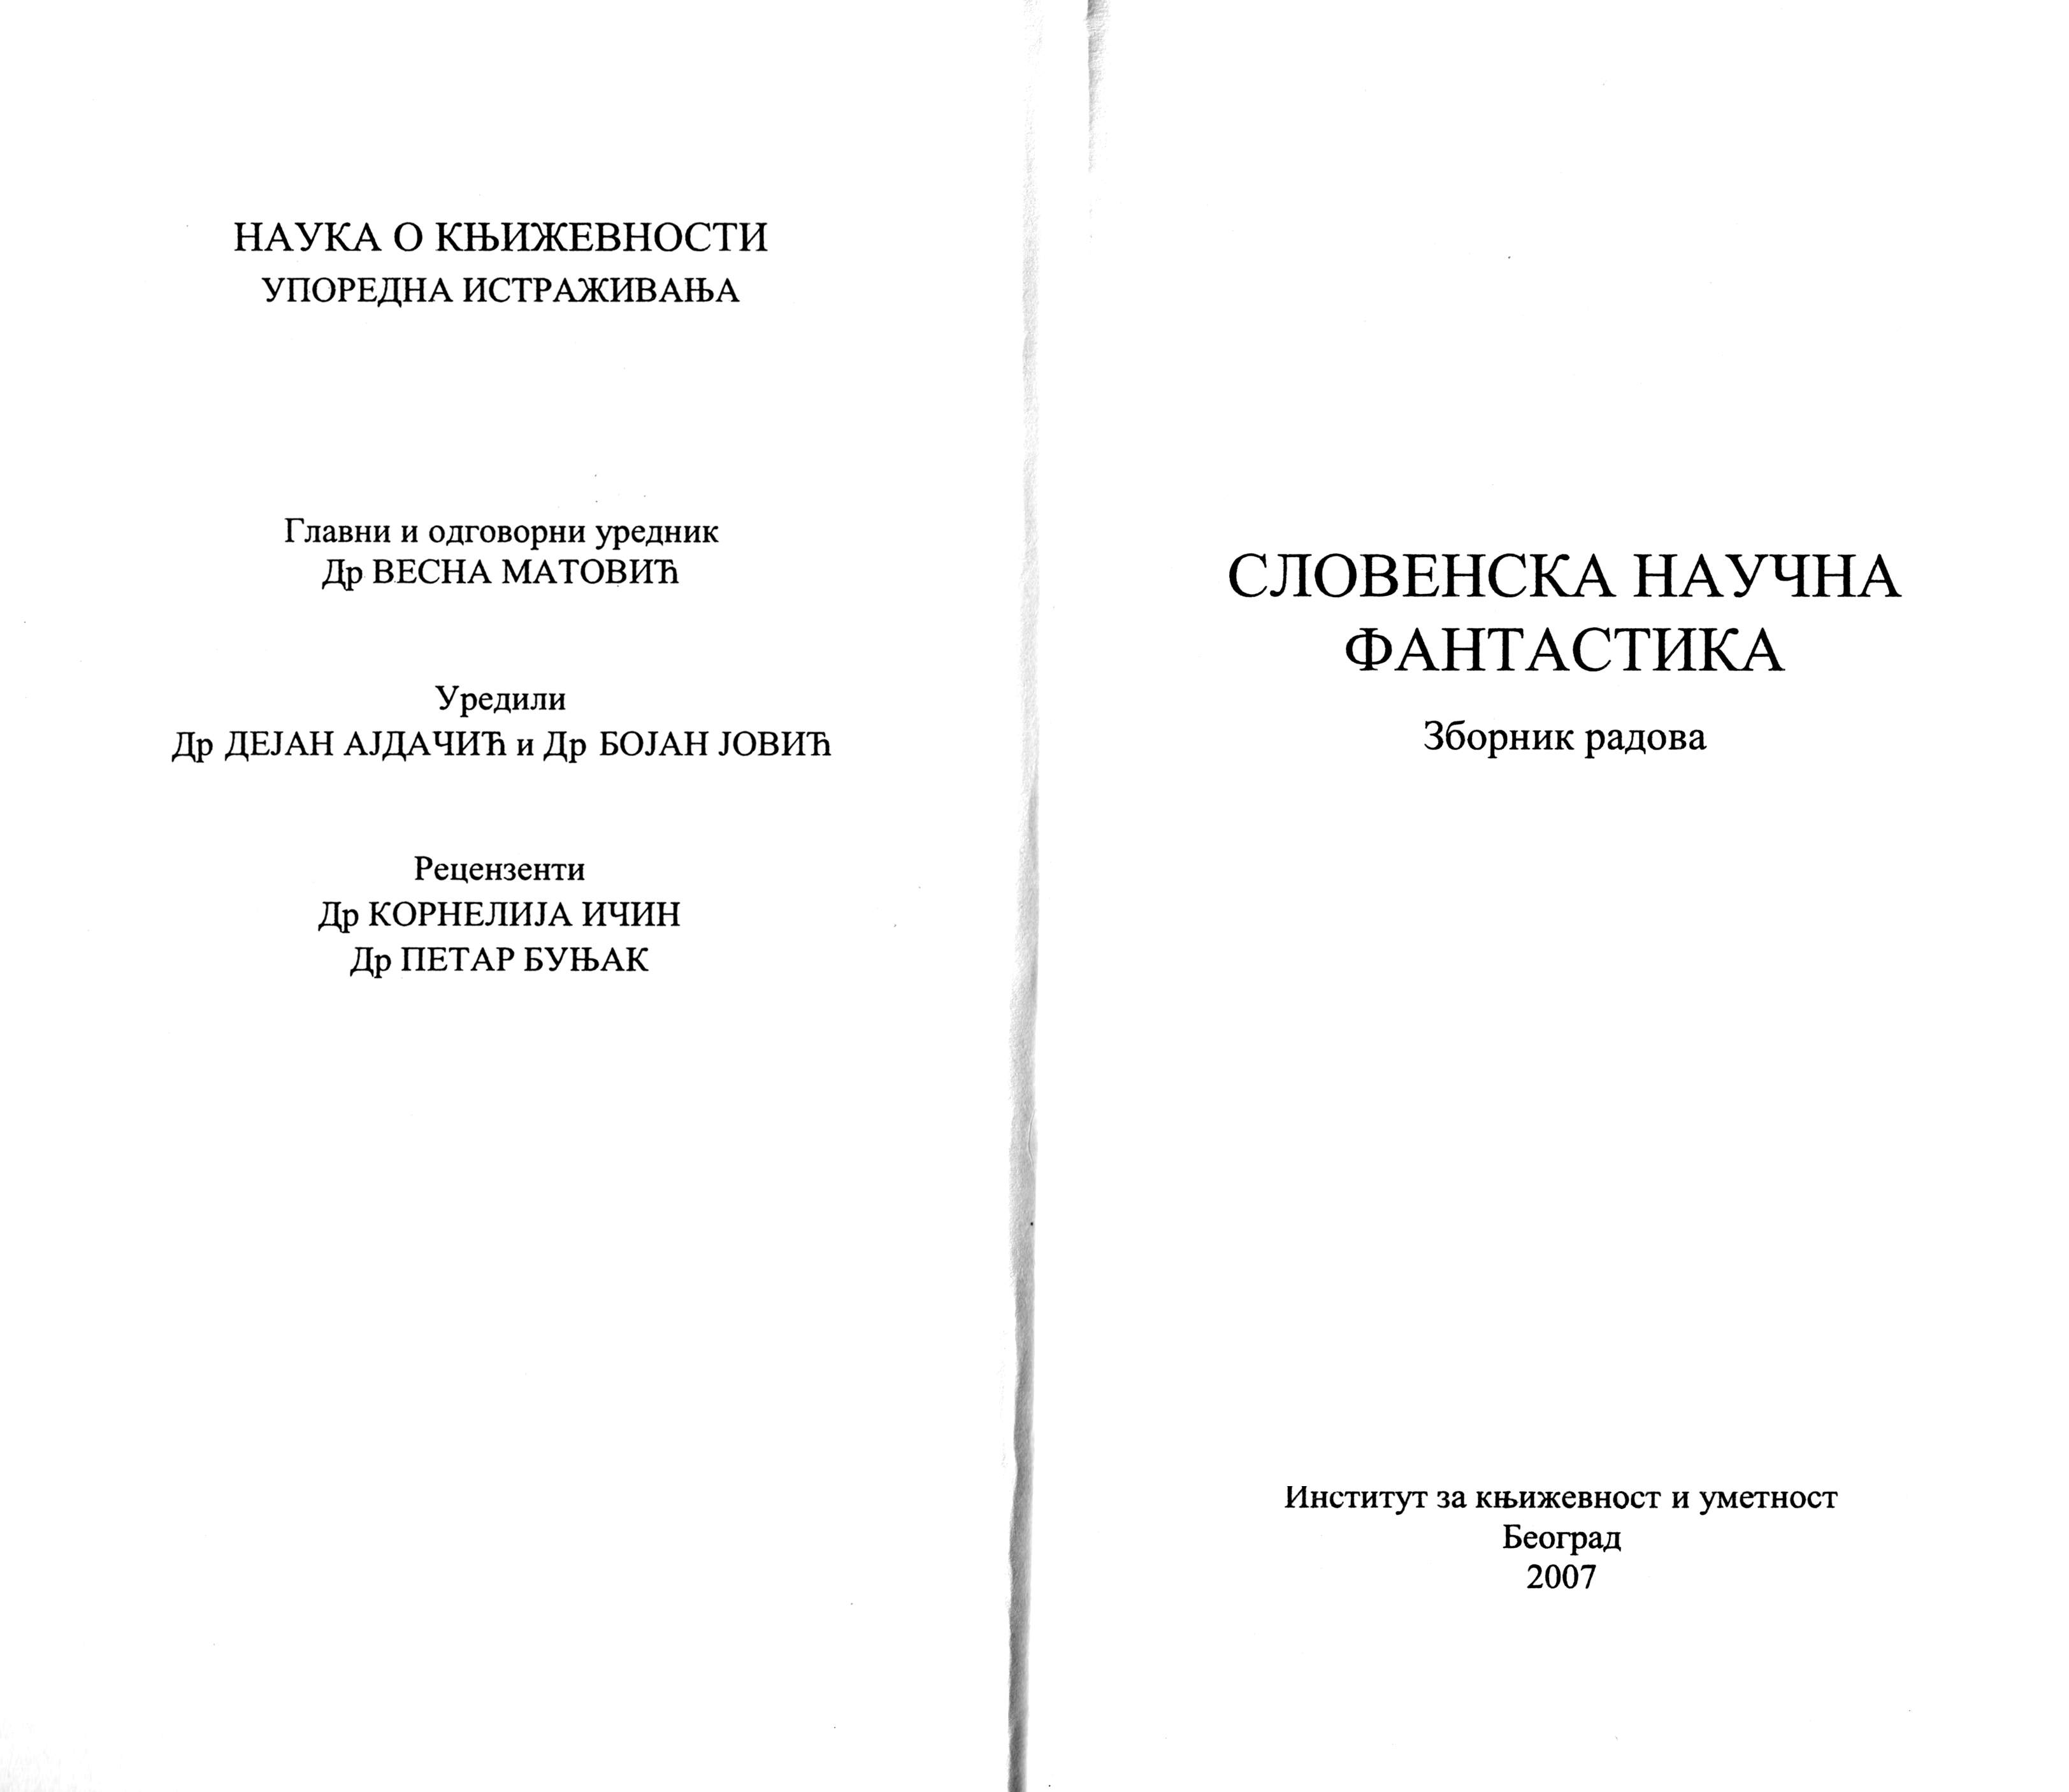 НАУКА О КЊИЖЕВНОСТИ
УПОРЕДНА ИСТРАЖИВАЊА
Главни и одговорни уредник
Др ВЕСНА МАТОВИЋ
Уредили
Др ДЕЈАН АЈДАЧИЋ и Др БОЈАН ЈОВИЋ
Рецензенти
Др КОРНЕЛИЈА ИЧИН
Др ПЕТАР БУЊАК
СЛОВЕНСКА НАУЧНА
ФАНТАСТИКА
Зборник радова
Институт за књижевност и уметност
Београд
2007